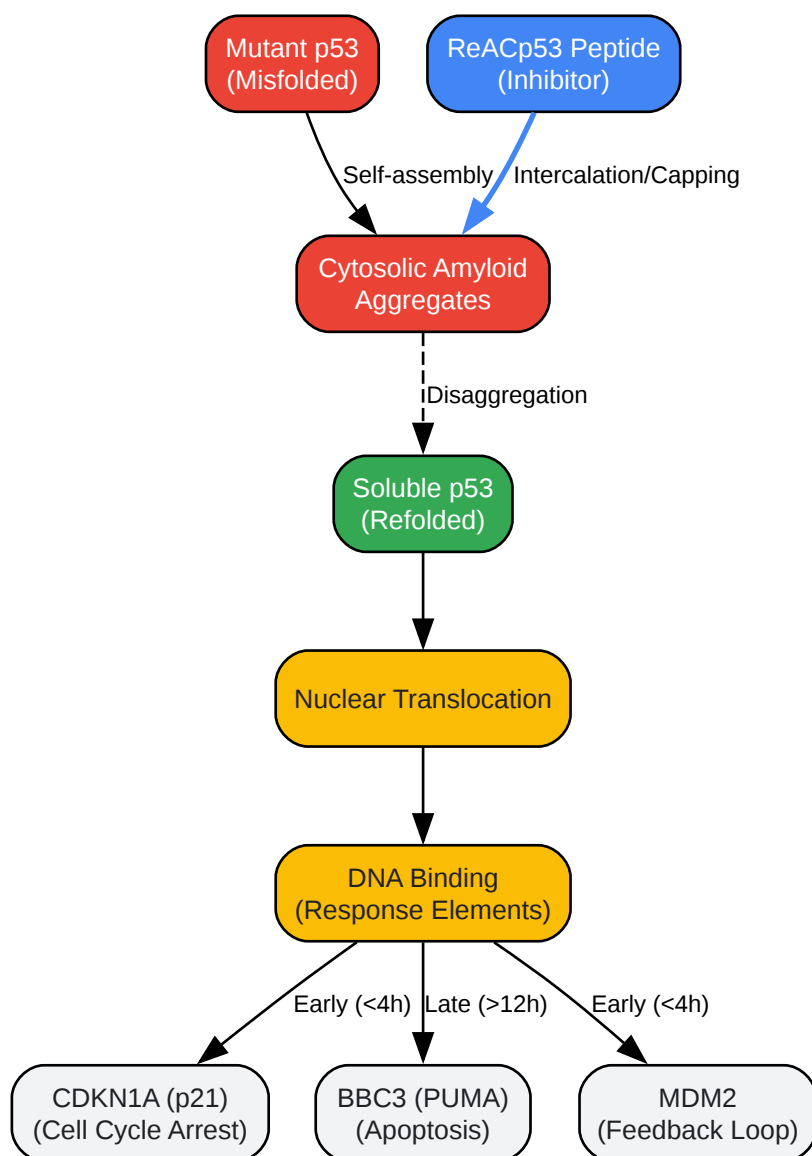 Mutant p53
(Misfolded)
ReACp53 Peptide
(Inhibitor)
Self-assembly
Intercalation/Capping
Cytosolic Amyloid
Aggregates
Disaggregation
Soluble p53
(Refolded)
Nuclear Translocation
DNA Binding
(Response Elements)
Early (<4h)
Late (>12h)
Early (<4h)
CDKN1A (p21)
(Cell Cycle Arrest)
BBC3 (PUMA)
(Apoptosis)
MDM2
(Feedback Loop)